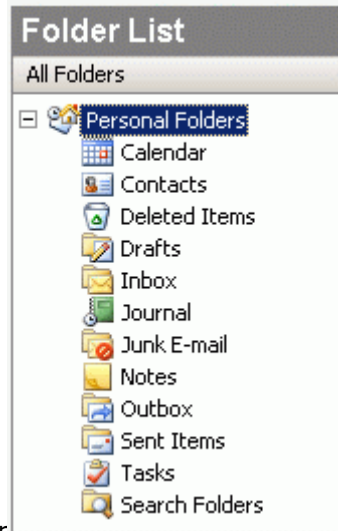 Folder List
All Folders
Personal Folders
Calendar
Contacts
Deleted Items
Drafts
Inbox
Journal
Junk E-mail
Notes
Outbox
Sent Items
Tasks
Search Folders
r